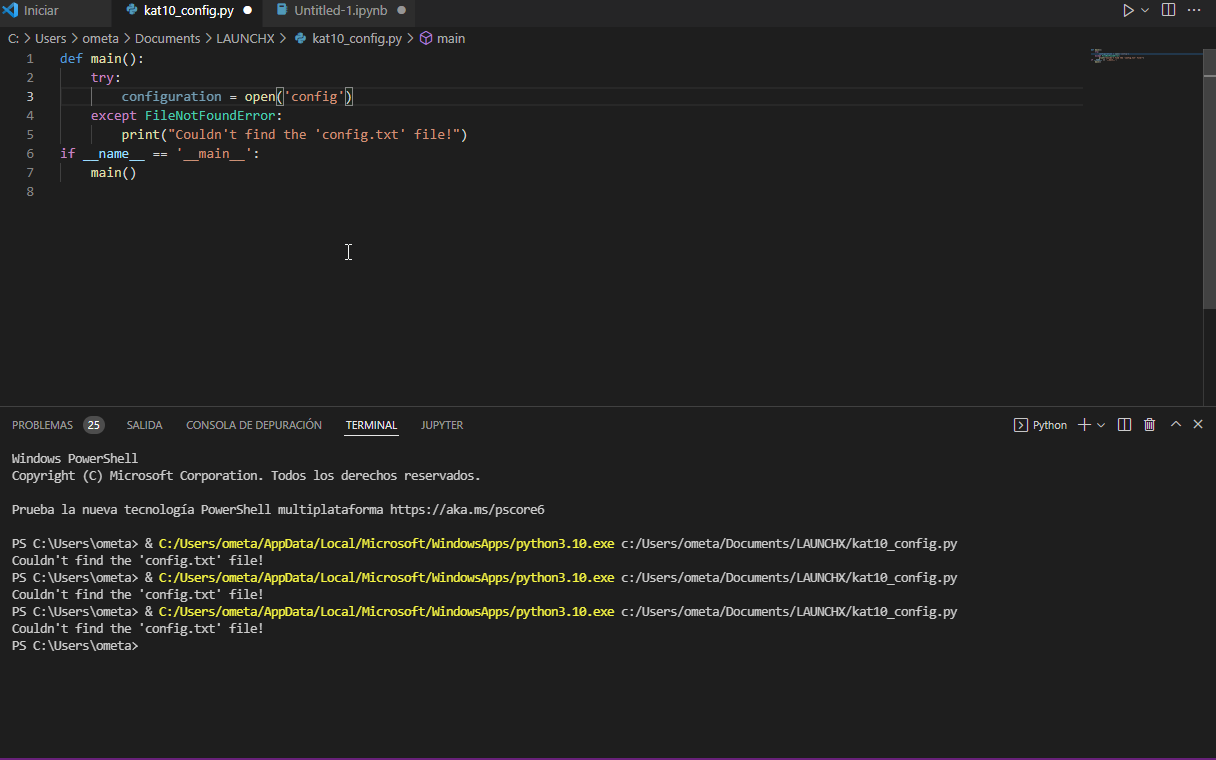 Iniciar
kat10_config.py
Untitled-1.ipynb
C: > Users > ometa > Documents > LAUNCHX > kat10_config.py > main
1 def main():
2 try:
3 configuration = open('config')
4 except FileNotFoundError:
5 print("Couldn't find the 'config.txt' file!")
6 if __name__ == '__main__':
7 main()
8
PROBLEMAS 25 SALIDA CONSOLA DE DEPURACIÓN TERMINAL JUPYTER
Python
Windows PowerShell
Copyright (C) Microsoft Corporation. Todos los derechos reservados.
Prueba la nueva tecnología PowerShell multiplataforma https://aka.ms/pscore6
PS C:\Users\ometa> & C:/Users/ometa/AppData/Local/Microsoft/WindowsApps/python3.10.exe c:/Users/ometa/Documents/LAUNCHX/kat10_config.py
Couldn't find the 'config.txt' file!
PS C:\Users\ometa> & C:/Users/ometa/AppData/Local/Microsoft/WindowsApps/python3.10.exe c:/Users/ometa/Documents/LAUNCHX/kat10_config.py
Couldn't find the 'config.txt' file!
PS C:\Users\ometa> & C:/Users/ometa/AppData/Local/Microsoft/WindowsApps/python3.10.exe c:/Users/ometa/Documents/LAUNCHX/kat10_config.py
Couldn't find the 'config.txt' file!
PS C:\Users\ometa>